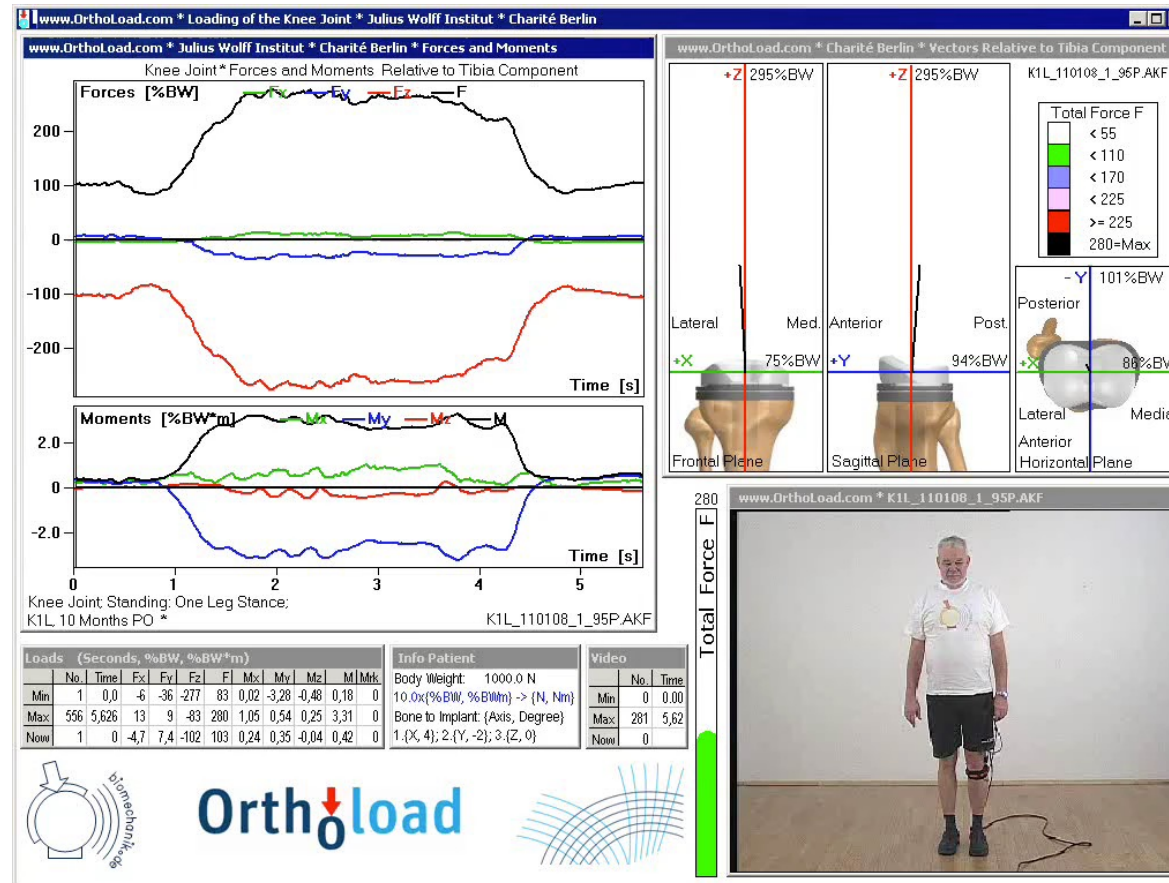 www.OrthoLoad.com * Loading of the Knee Joint * Julius Wolff Institut * Charité Berlin
www.OrthoLoad.com * Julius Wolff Institut * Charité Berlin * Forces and Moments
Knee Joint * Forces and Moments Relative to Tibia Component
Forces [%BW] Fx Fy Fz F
200
100
0
-100
-200
Time [s]
Moments [%BW*m] Mx My Mz M
2.0
0
-2.0
Time [s]
0 1 2 3 4 5
Knee Joint; Standing: One Leg Stance;
K1L, 10 Months PO * K1L_110108_1_95P.AKF
www.OrthoLoad.com * Charité Berlin * Vectors Relative to Tibia Component
+Z 295%BW
Lateral Med.
+X 75%BW
Frontal Plane
+Z 295%BW
Anterior Post.
+Y 94%BW
Sagittal Plane
K1L_110108_1_95P.AKF
Total Force F
< 55
< 110
< 170
< 225
>= 225
280=Max
-Y 101%BW
Posterior
+X 86%BW
Lateral Medie
Anterior
Horizontal Plane
Loads (Seconds, %BW, %BW*m)
No. Time Fx Fy Fz F Mx My Mz M Mrk
Min 1 0,0 -6 -36 -277 83 0,02 -3,28 -0,48 0,18 0
Max 556 5,626 13 9 -83 280 1,05 0,54 0,25 3,31 0
Now 1 0 -4,7 7,4 -102 103 0,24 0,35 -0,04 0,42 0
Info Patient
Body Weight: 1000.0 N
10.0x{%BW, %BWm} -> {N, Nm}
Bone to Implant: {Axis, Degree}
1.{X, 4}; 2.{Y, -2}; 3.{Z, 0}
Video
No. Time
Min 0 0.00
Max 281 5,62
Now 0
280
Total Force F
www.OrthoLoad.com * K1L_110108_1_95P.AKF
biomechanik.de
Orthoload